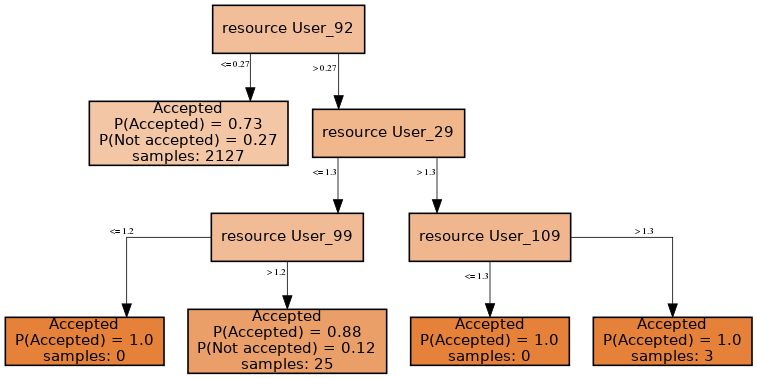 resource User_92
<= 0.27
> 0.27
Accepted
P(Accepted) = 0.73
P(Not accepted) = 0.27
samples: 2127
resource User_29
<= 1.3
> 1.3
resource User_99
resource User_109
<= 1.2
> 1.2
<= 1.3
> 1.3
Accepted
P(Accepted) = 1.0
samples: 0
Accepted
P(Accepted) = 0.88
P(Not accepted) = 0.12
samples: 25
Accepted
P(Accepted) = 1.0
samples: 0
Accepted
P(Accepted) = 1.0
samples: 3